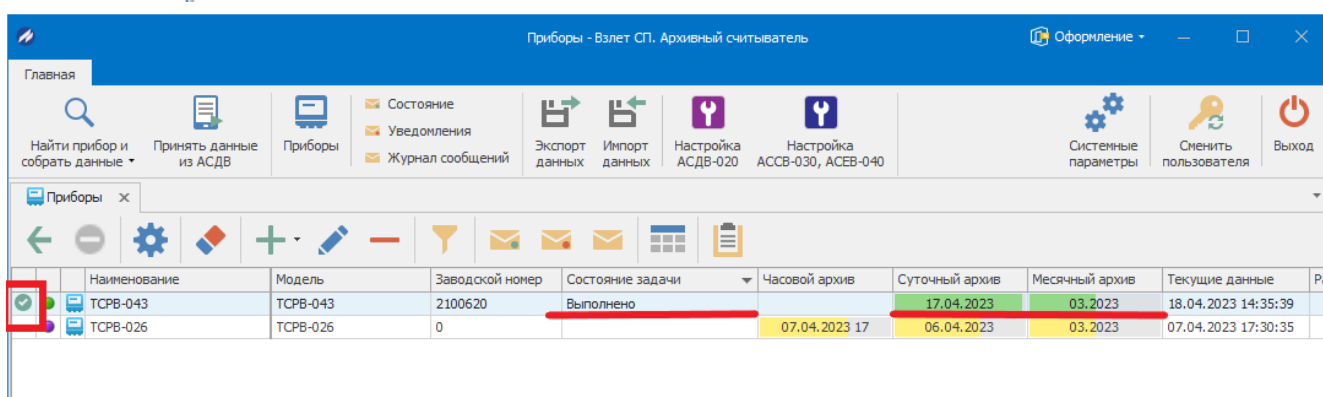 Приборы - Взлет СП. Архивный считыватель
Оформление
Главная
Найти прибор и собрать данные
Принять данные из АСДВ
Приборы
Состояние
Уведомления
Журнал сообщений
Экспорт данных
Импорт данных
Настройка АСДВ-020
Настройка АССВ-030, АСЕВ-040
Системные параметры
Сменить пользователя
Выход
Приборы
Наименование Модель Заводской номер Состояние задачи Часовой архив Суточный архив Месячный архив Текущие данные
ТСРВ-043 ТСРВ-043 2100620 Выполнено 17.04.2023 03.2023 18.04.2023 14:35:39
ТСРВ-026 ТСРВ-026 0 07.04.2023 17 06.04.2023 03.2023 07.04.2023 17:30:35